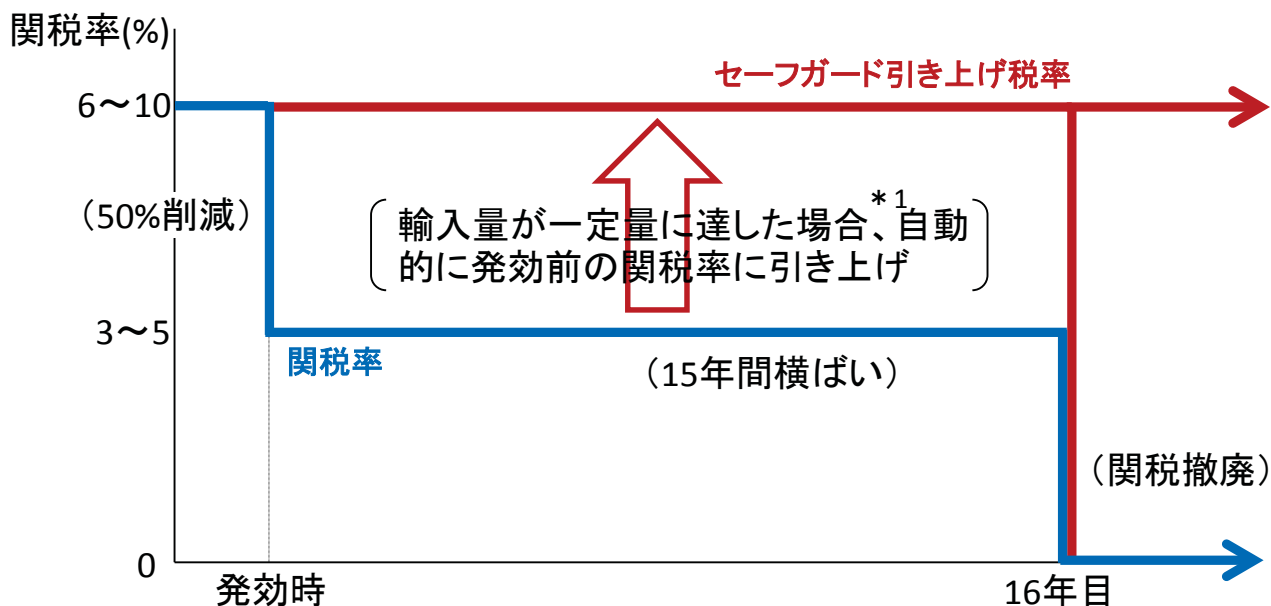 関税率(%)
セーフガード引き上げ税率
6～10
（50%削減）
輸入量が一定量に達した場合、自動
＊1
的に発効前の関税率に引き上げ
3～5
関税率
（15年間横ばい）
（関税撤廃）
0
発効時
16年目